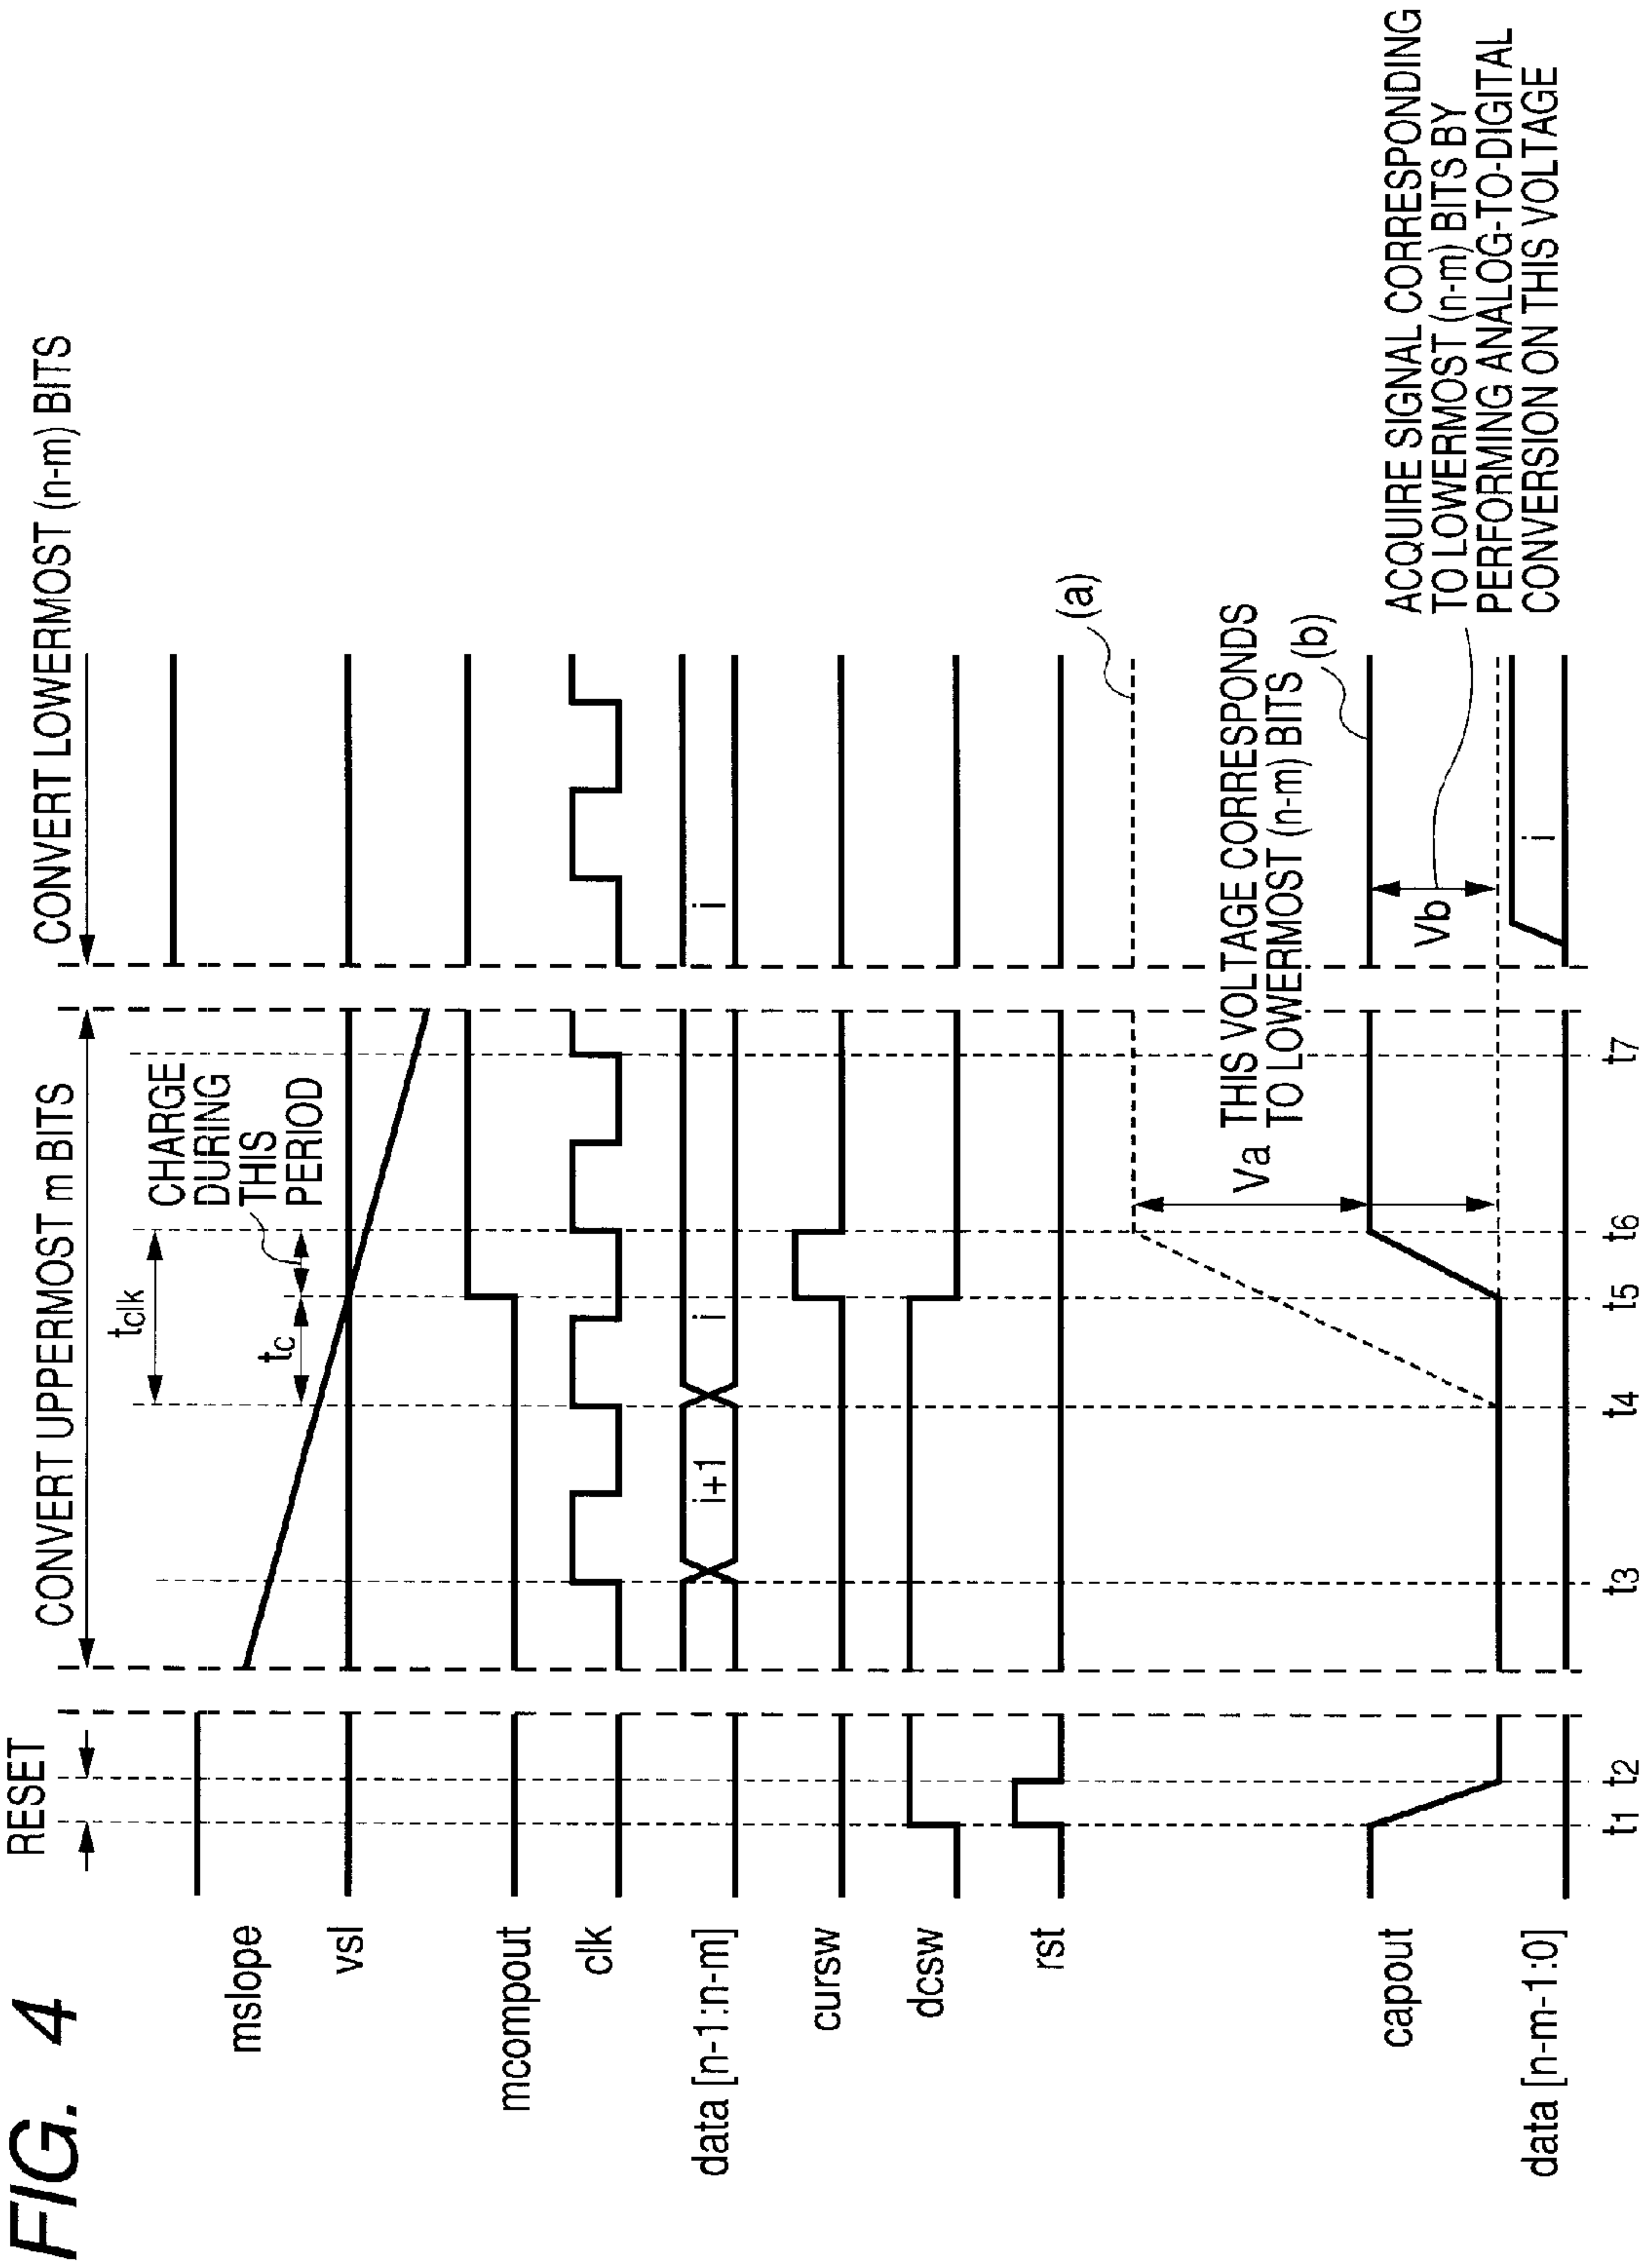 FIG. 4
RESET
CONVERT UPPERMOST m BITS
CONVERT LOWERMOST (n-m) BITS
tclk
tc
CHARGE
DURING
THIS
PERIOD
mslope
vsl
mcompout
clk
data [n-1:n-m]
i+1
i
i
cursw
dcsw
rst
(a)
Va
THIS VOLTAGE CORRESPONDS
TO LOWERMOST (n-m) BITS
(b)
capout
Vb
ACQUIRE SIGNAL CORRESPONDING
TO LOWERMOST (n-m) BITS BY
PERFORMING ANALOG-TO-DIGITAL
CONVERSION ON THIS VOLTAGE
data [n-m-1:0]
j
t1
t2
t3
t4
t5
t6
t7